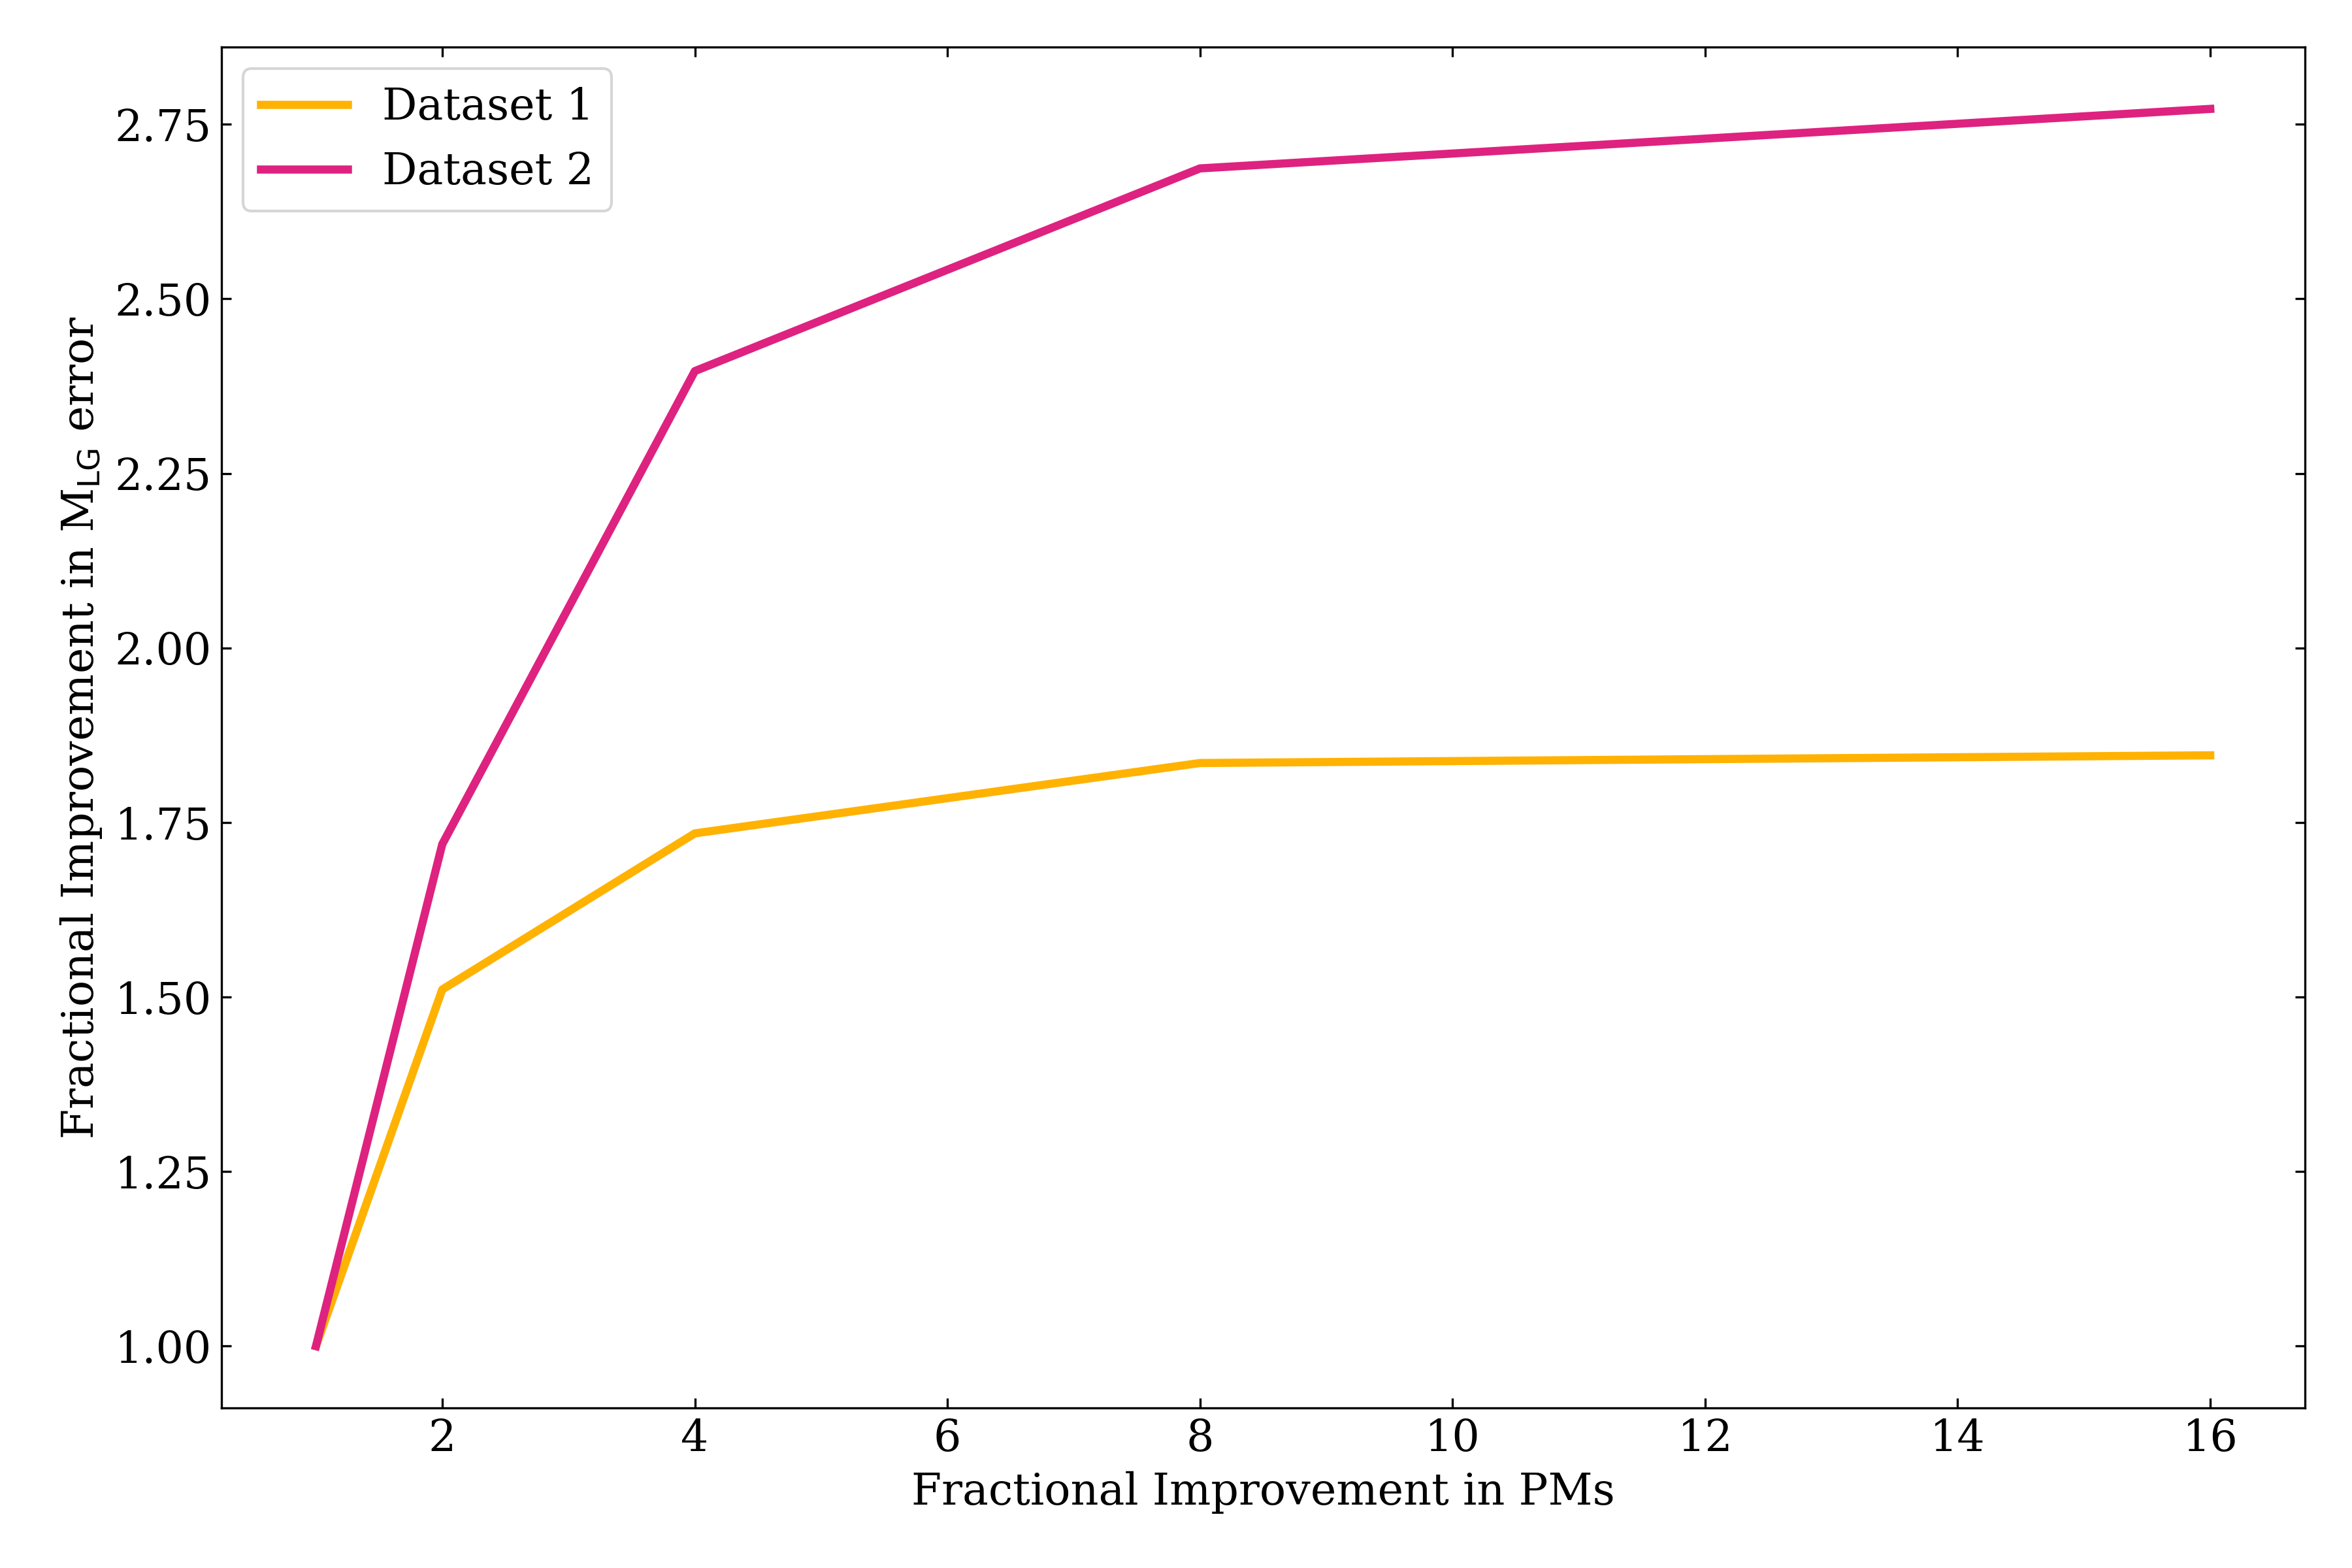 Dataset 1
Dataset 2
Fractional Improvement in M_LG error
2.75
2.50
2.25
2.00
1.75
1.50
1.25
1.00
2 4 6 8 10 12 14 16
Fractional Improvement in PMs